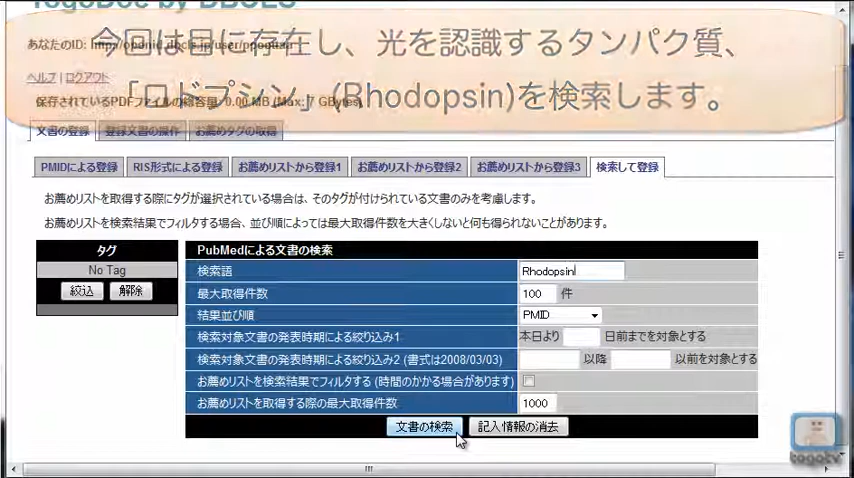 TogoDoc by DBCLS
今回は目に存在し、光を認識するタンパク質、
あなたのID: http://openid.dbcls.jp/user/
「ロドプシン」(Rhodopsin)を検索します。
ヘルプ | ログアウト
保存されているPDFファイルの総容量: 0.00 MB (Max: 7 GBytes)
文書の登録 登録文書の操作 お薦めタグの取得
PMIDによる登録 RIS形式による登録 お薦めリストから登録1 お薦めリストから登録2 お薦めリストから登録3 検索して登録
お薦めリストを取得する際にタグが選択されている場合は、そのタグが付けられている文書のみを考慮します。
お薦めリストを検索結果でフィルタする場合、並び順によっては最大取得件数を大きくしないと何も得られないことがあります。
タグ
No Tag
絞込 解除
PubMedによる文書の検索
検索語 Rhodopsin
最大取得件数 100 件
結果並び順 PMID
検索対象文書の発表時期による絞り込み1 本日より 日前までを対象とする
検索対象文書の発表時期による絞り込み2 (書式は2008/03/03) 以降 以前を対象とする
お薦めリストを検索結果でフィルタする (時間のかかる場合があります)
お薦めリストを取得する際の最大取得件数 1000
文書の検索 記入情報の消去
togotv